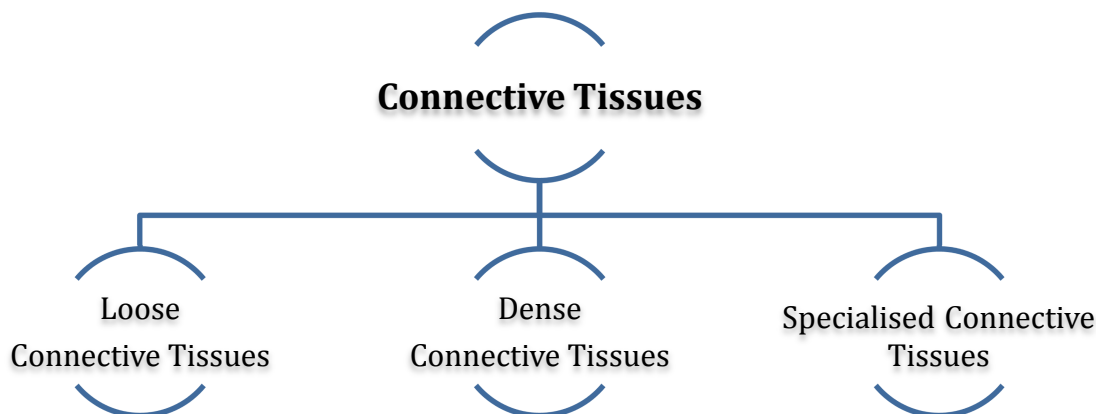 Connective Tissues
Loose
Connective Tissues
Dense
Connective Tissues
Specialised Connective
Tissues